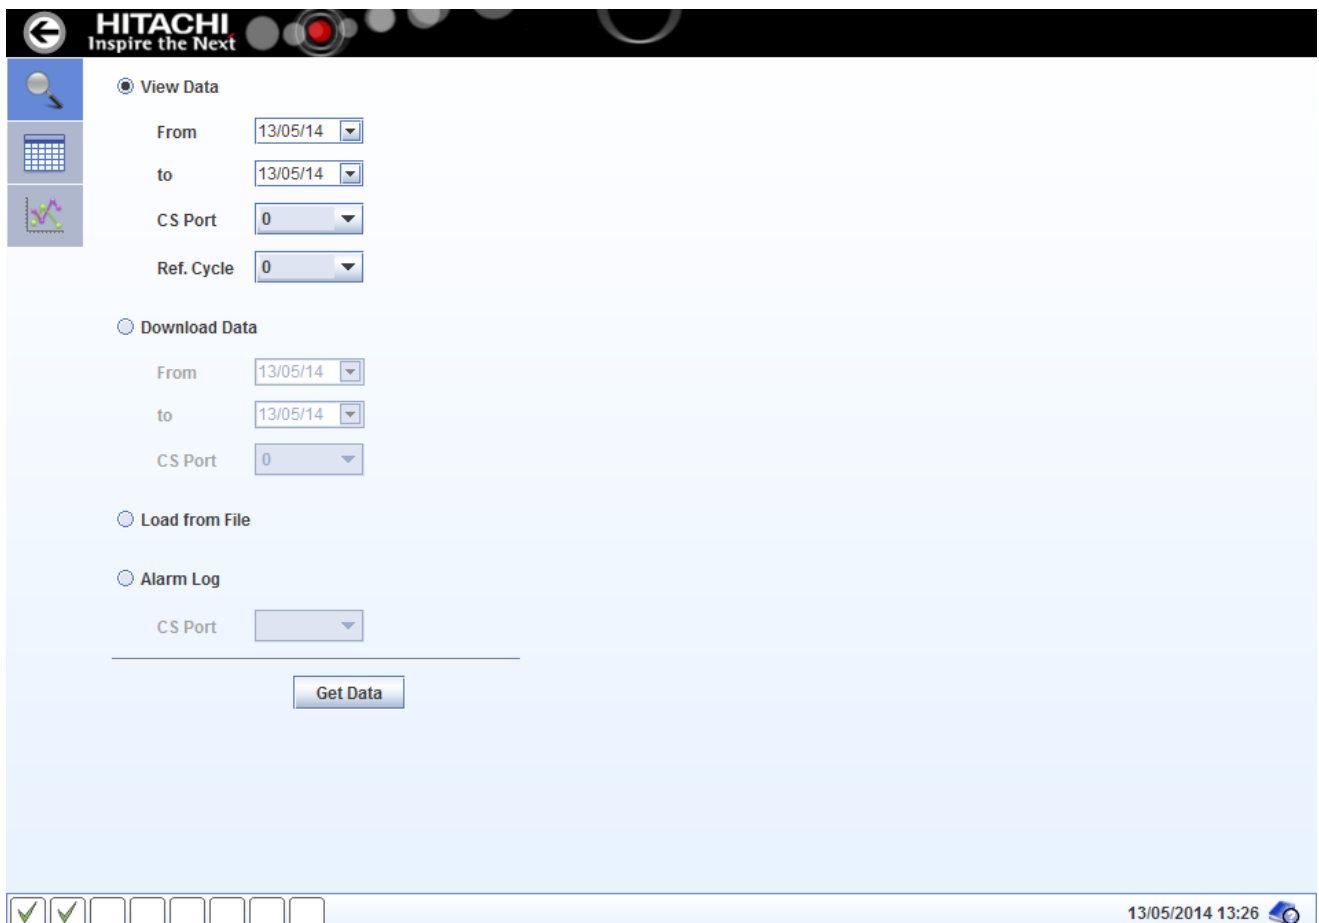 HITACHI
Inspire the Next
View Data
From 13/05/14
to 13/05/14
CS Port 0
Ref. Cycle 0
Download Data
From 13/05/14
to 13/05/14
CS Port 0
Load from File
Alarm Log
CS Port
Get Data
13/05/2014 13:26